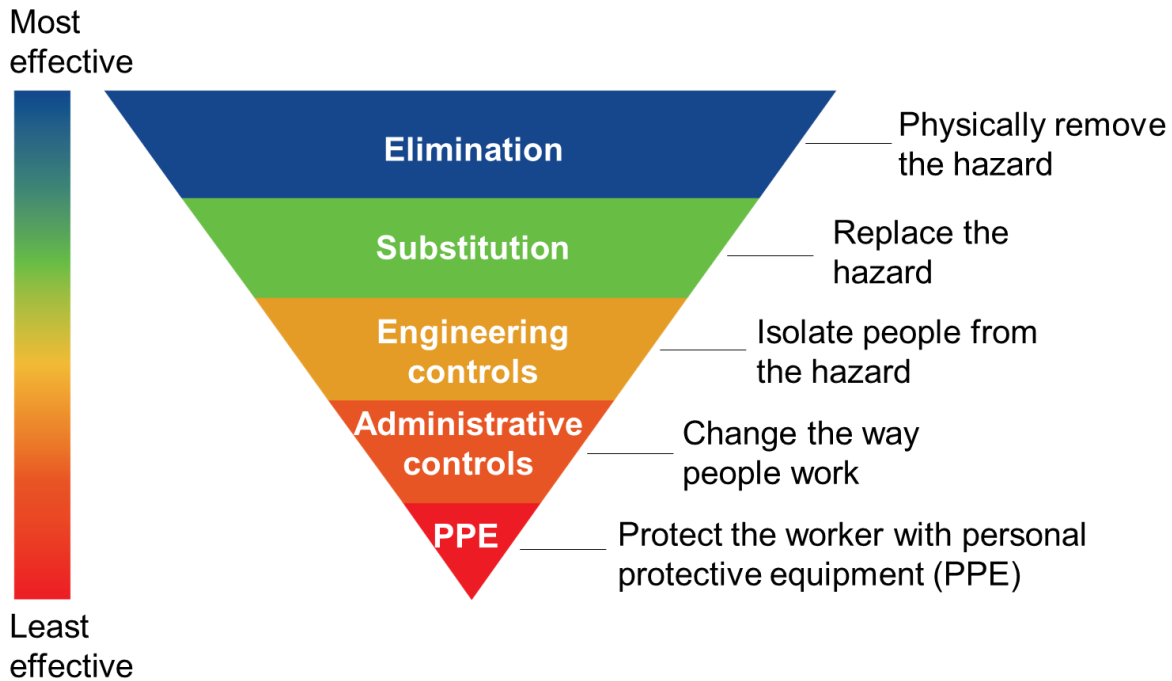 Most
effective
Elimination
Physically remove
the hazard
Substitution
Replace the
hazard
Engineering
controls
Isolate people from
the hazard
Administrative
controls
Change the way
people work
PPE
Protect the worker with personal
protective equipment (PPE)
Least
effective